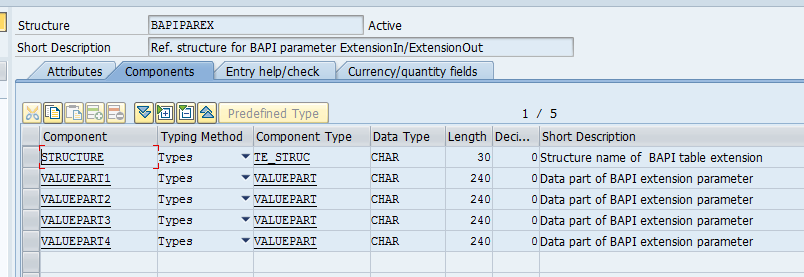 Structure BAPIPAREX Active
Short Description Ref. structure for BAPI parameter ExtensionIn/ExtensionOut
Attributes Components Entry help/check Currency/quantity fields
Predefined Type 1 / 5
Component Typing Method Component Type Data Type Length Deci... Short Description
STRUCTURE Types TE_STRUC CHAR 30 0 Structure name of BAPI table extension
VALUEPART1 Types VALUEPART CHAR 240 0 Data part of BAPI extension parameter
VALUEPART2 Types VALUEPART CHAR 240 0 Data part of BAPI extension parameter
VALUEPART3 Types VALUEPART CHAR 240 0 Data part of BAPI extension parameter
VALUEPART4 Types VALUEPART CHAR 240 0 Data part of BAPI extension parameter